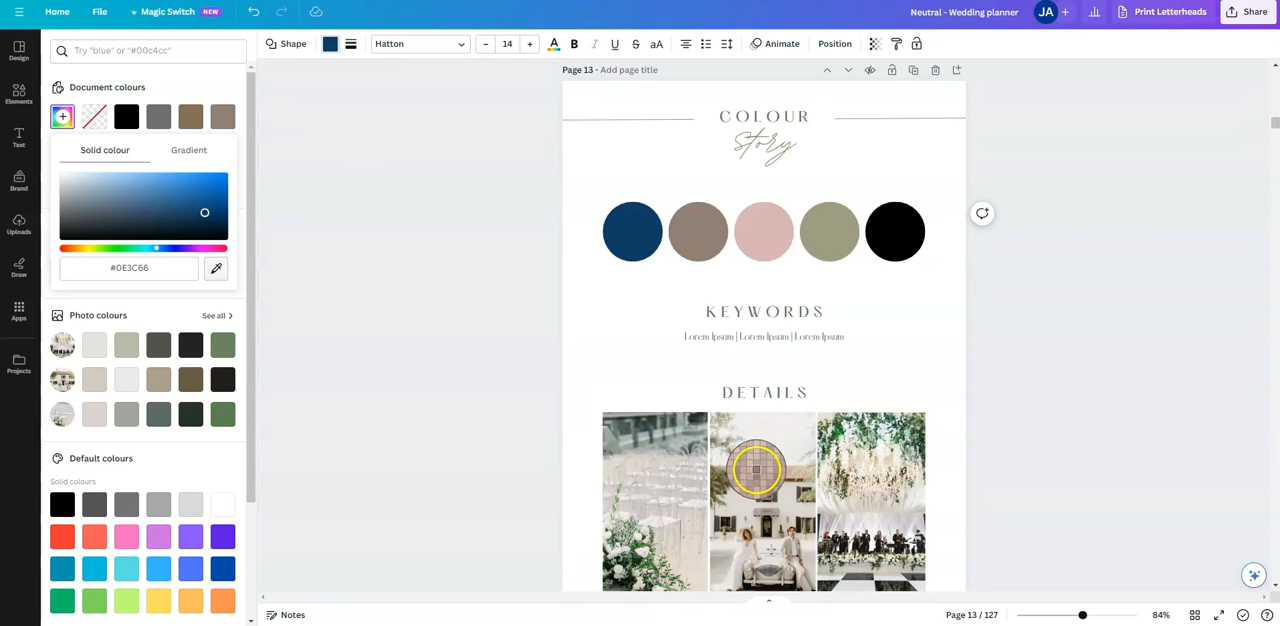 Home File Magic Switch NEW Neutral - Wedding planner JA + Print Letterheads Share
Shape Hatton − 14 + A B I U S aA Animate Position
Design
Elements
Text
Brand
Uploads
Draw
Apps
Projects
Try "blue" or "#00c4cc"
Document colours
Solid colour Gradient
#0E3C66
Photo colours See all
Default colours
Solid colours
Page 13 - Add page title
COLOUR
Story
KEYWORDS
Lorem Ipsum | Lorem Ipsum | Lorem Ipsum
DETAILS
Notes Page 13 / 127 84%